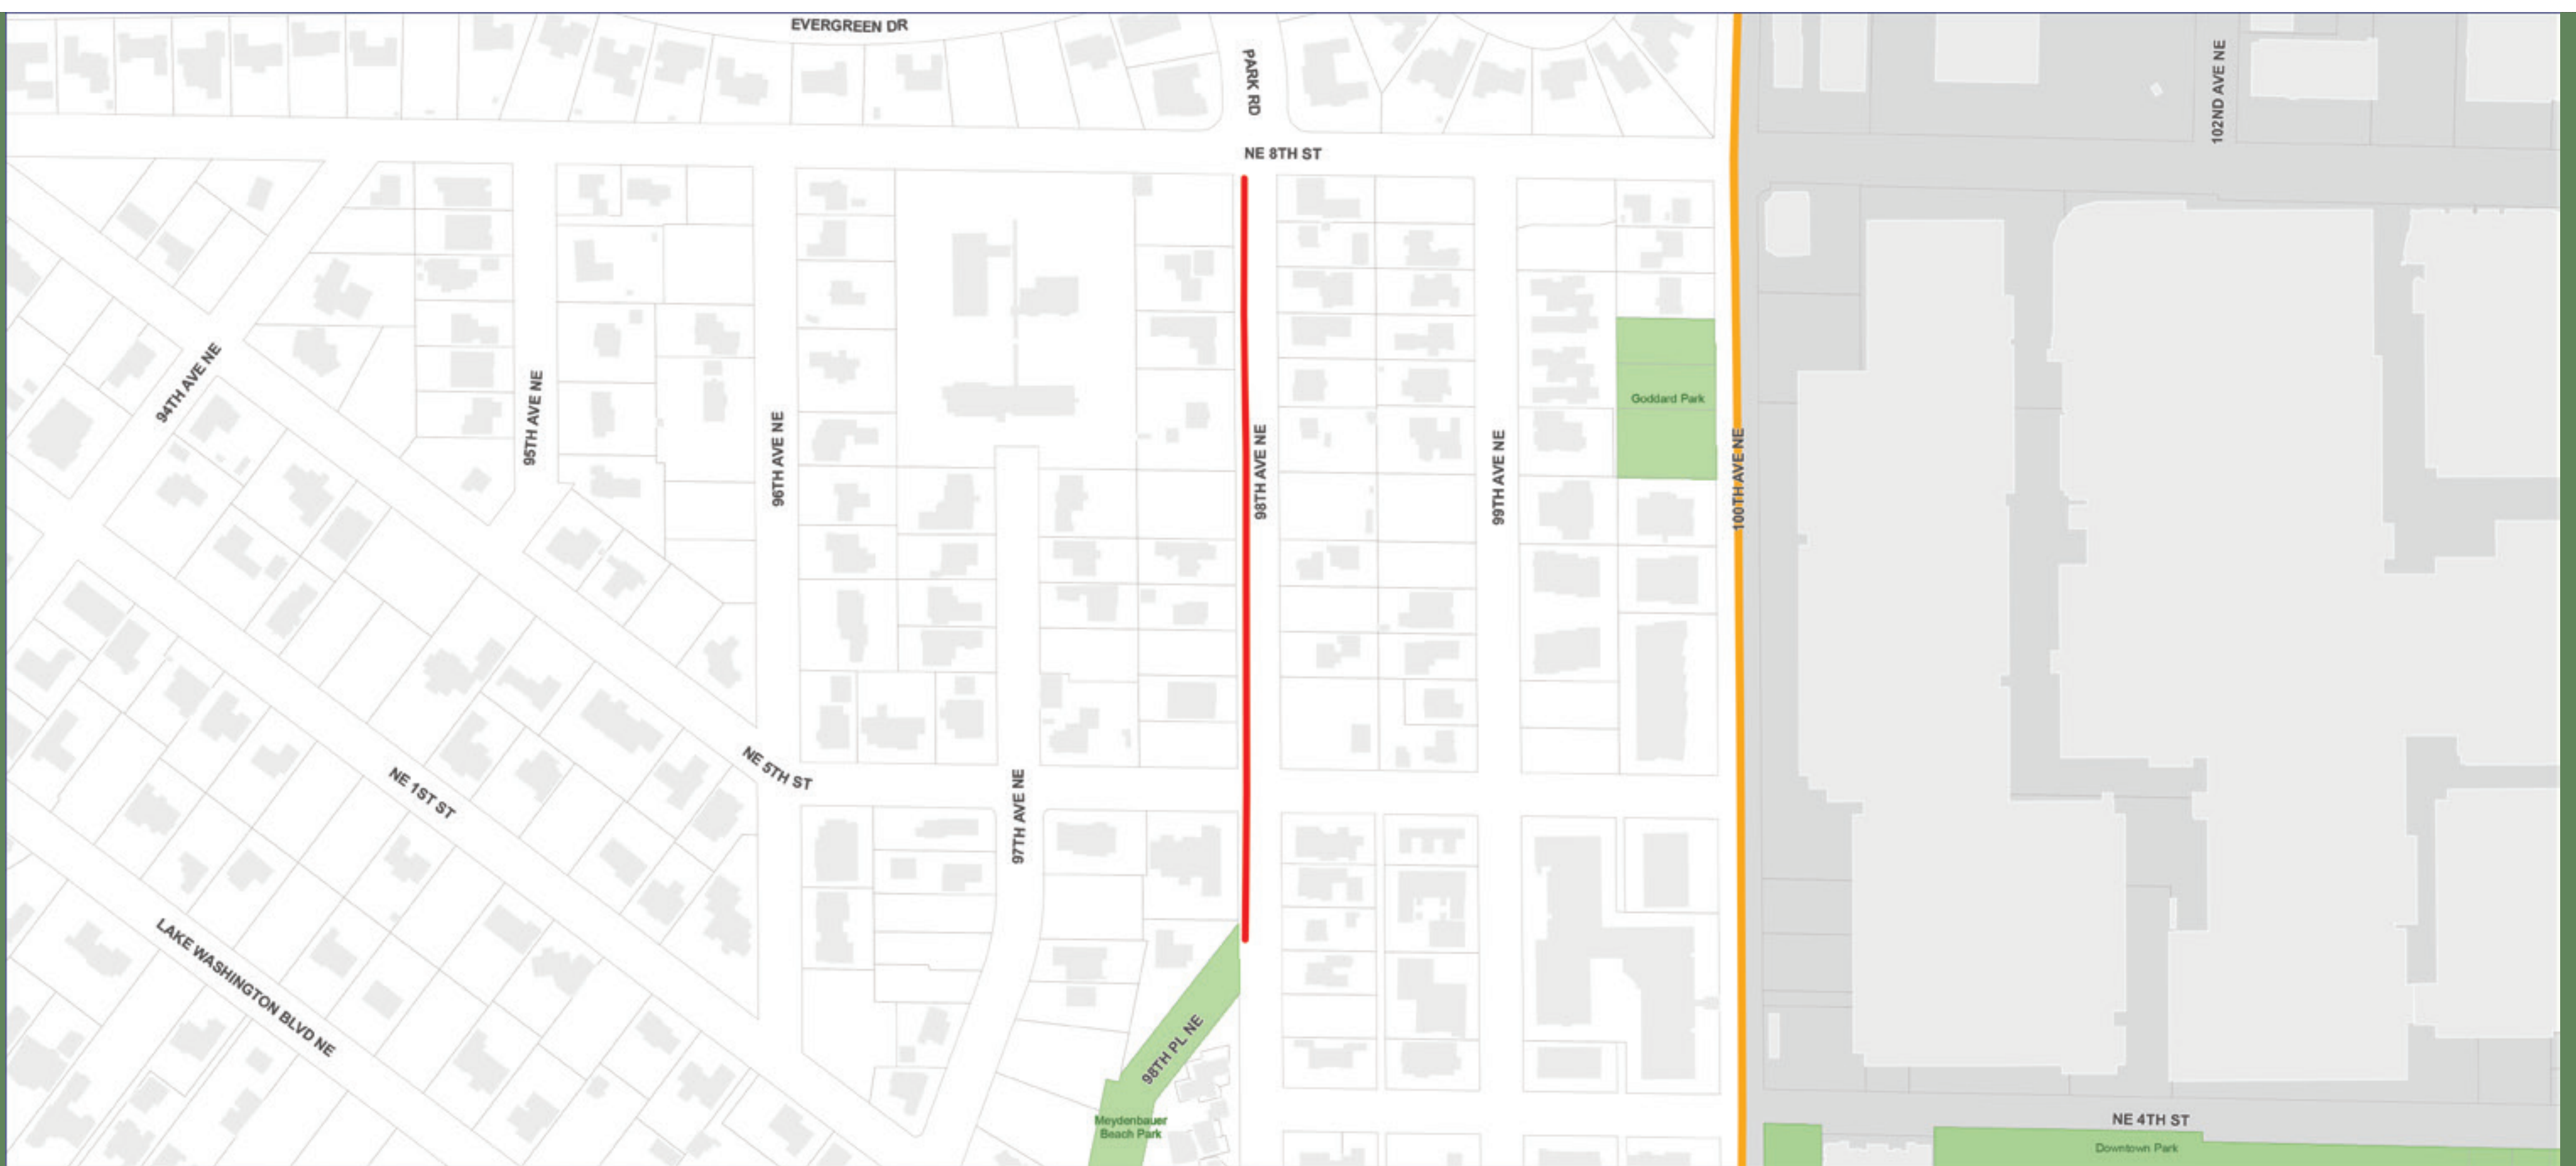 EVERGREEN DR
PARK RD
102ND AVE NE
NE 8TH ST
94TH AVE NE
95TH AVE NE
96TH AVE NE
98TH AVE NE
99TH AVE NE
Goddard Park
100TH AVE NE
NE 5TH ST
NE 1ST ST
97TH AVE NE
LAKE WASHINGTON BLVD NE
98TH PL NE
Meydenbauer
Beach Park
NE 4TH ST
Downtown Park